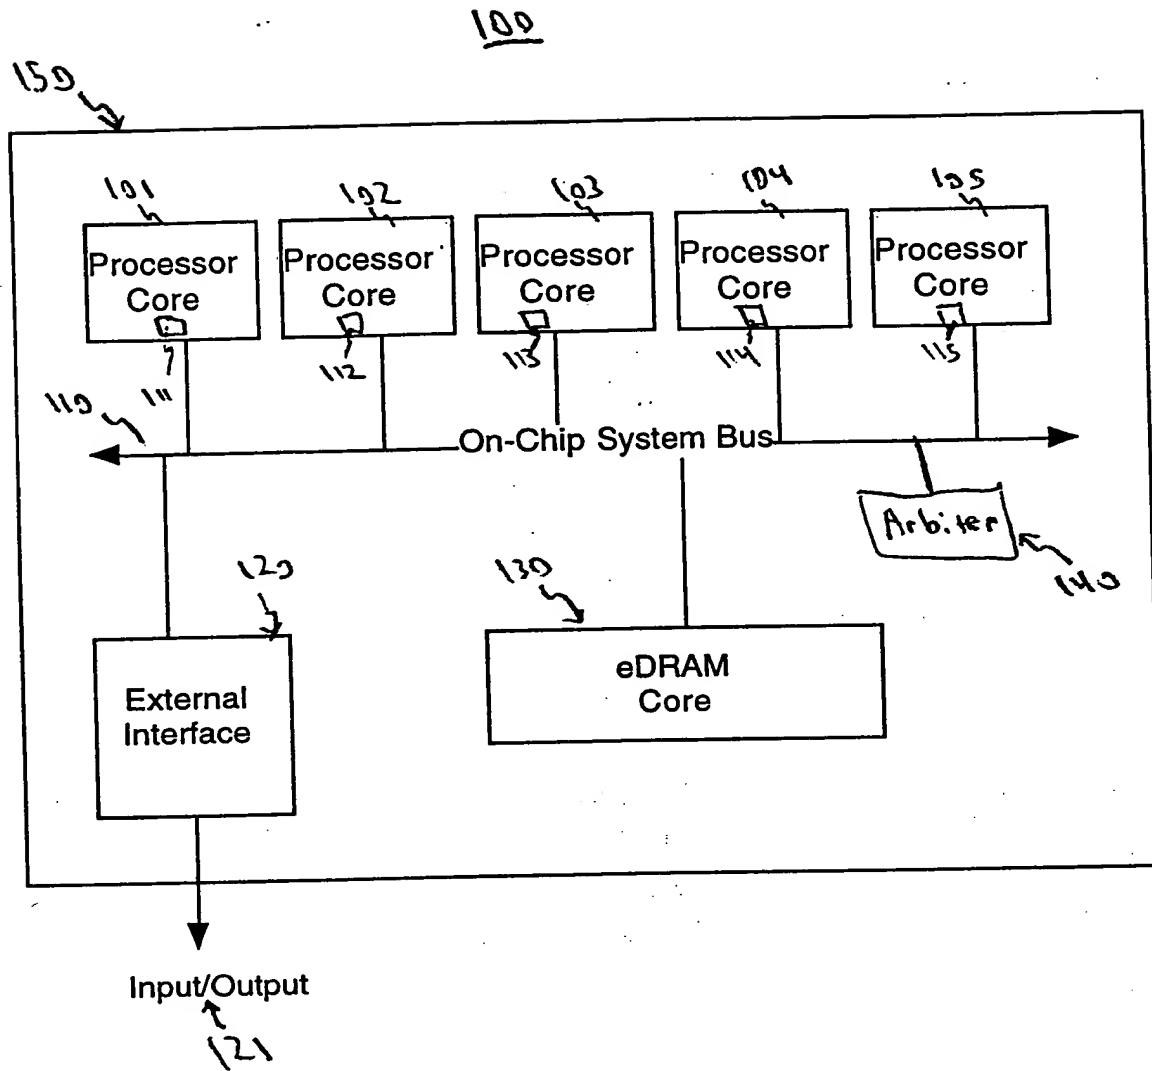 100
150
101 102 103 104 105
Processor Core
Processor Core
Processor Core
Processor Core
Processor Core
111 112 113 114 115
110
On-Chip System Bus
Arbiter
140
120
130
External
Interface
eDRAM
Core
Input/Output
121